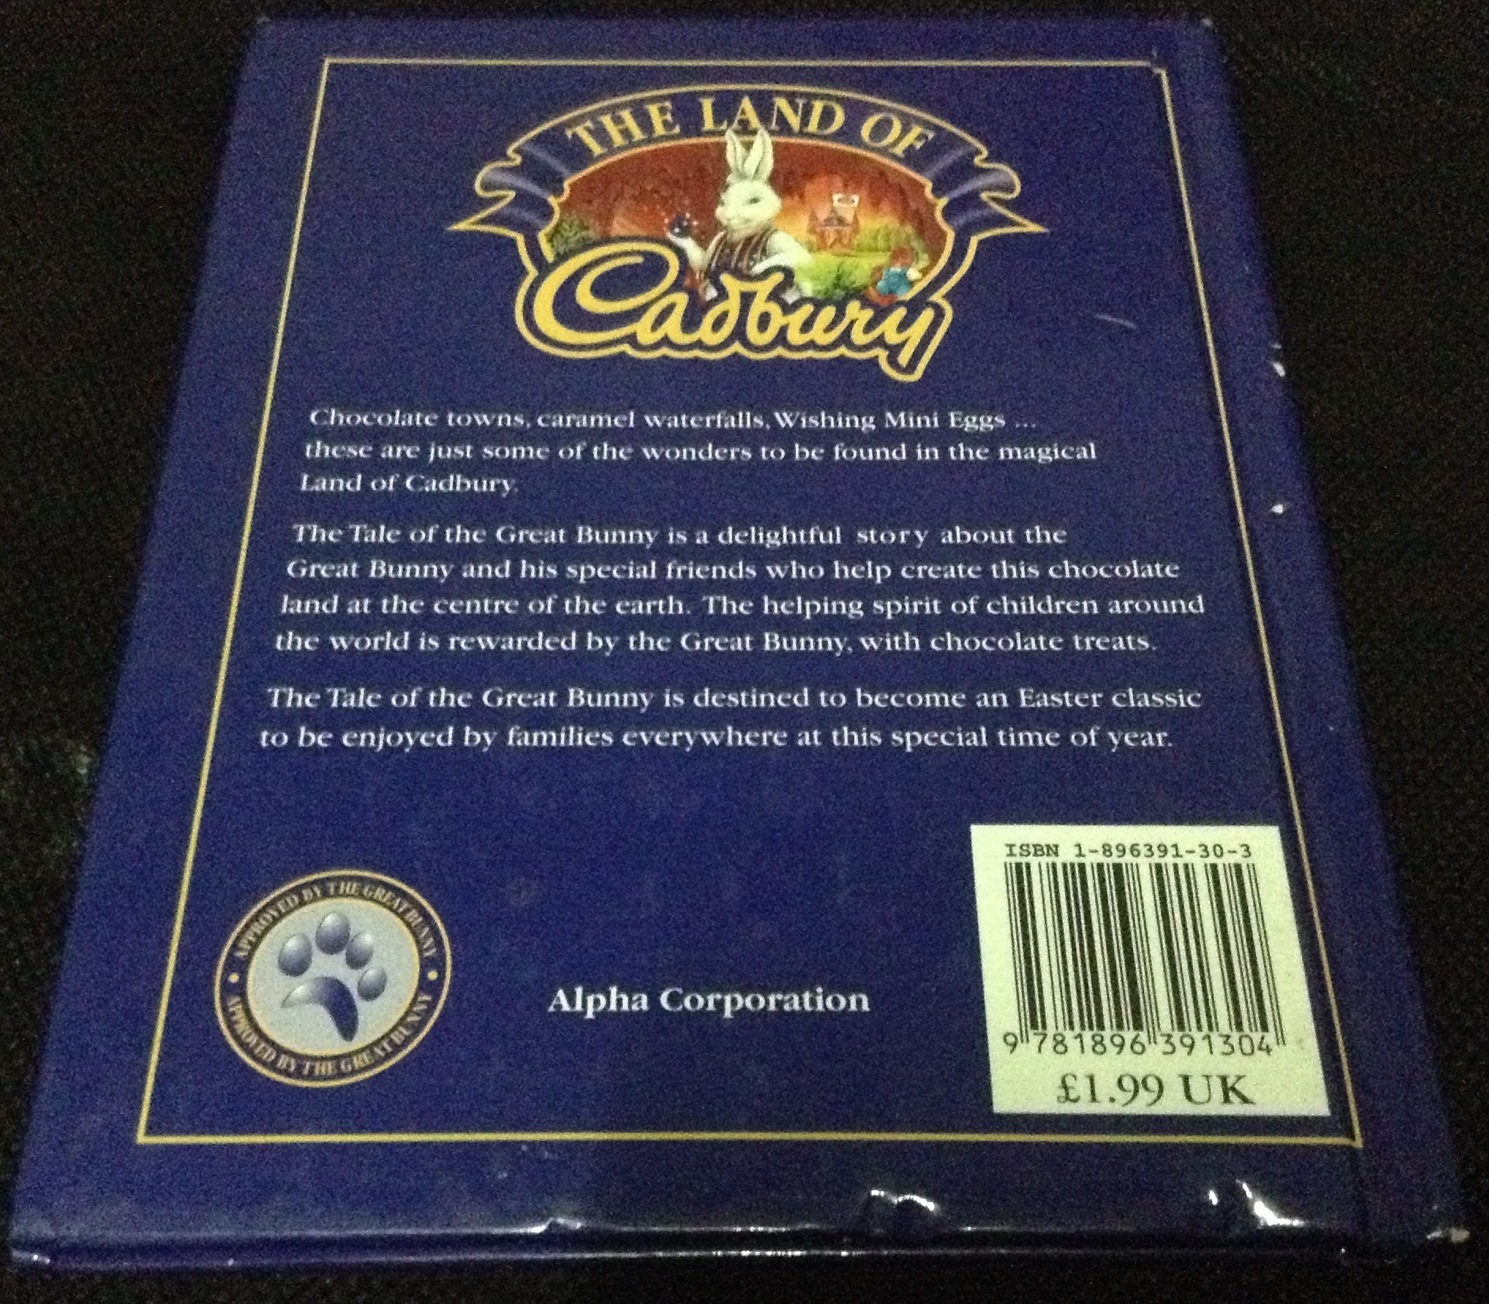 THE LAND OF
Cadbury
Chocolate towns, caramel waterfalls, Wishing Mini Eggs ...
these are just some of the wonders to be found in the magical
Land of Cadbury.
The Tale of the Great Bunny is a delightful story about the
Great Bunny and his special friends who help create this chocolate
land at the centre of the earth. The helping spirit of children around
the world is rewarded by the Great Bunny, with chocolate treats.
The Tale of the Great Bunny is destined to become an Easter classic
to be enjoyed by families everywhere at this special time of year.
APPROVED BY THE GREAT BUNNY
APPROVED BY THE GREAT BUNNY
Alpha Corporation
ISBN 1-896391-30-3
9 781896 391304
£1.99 UK